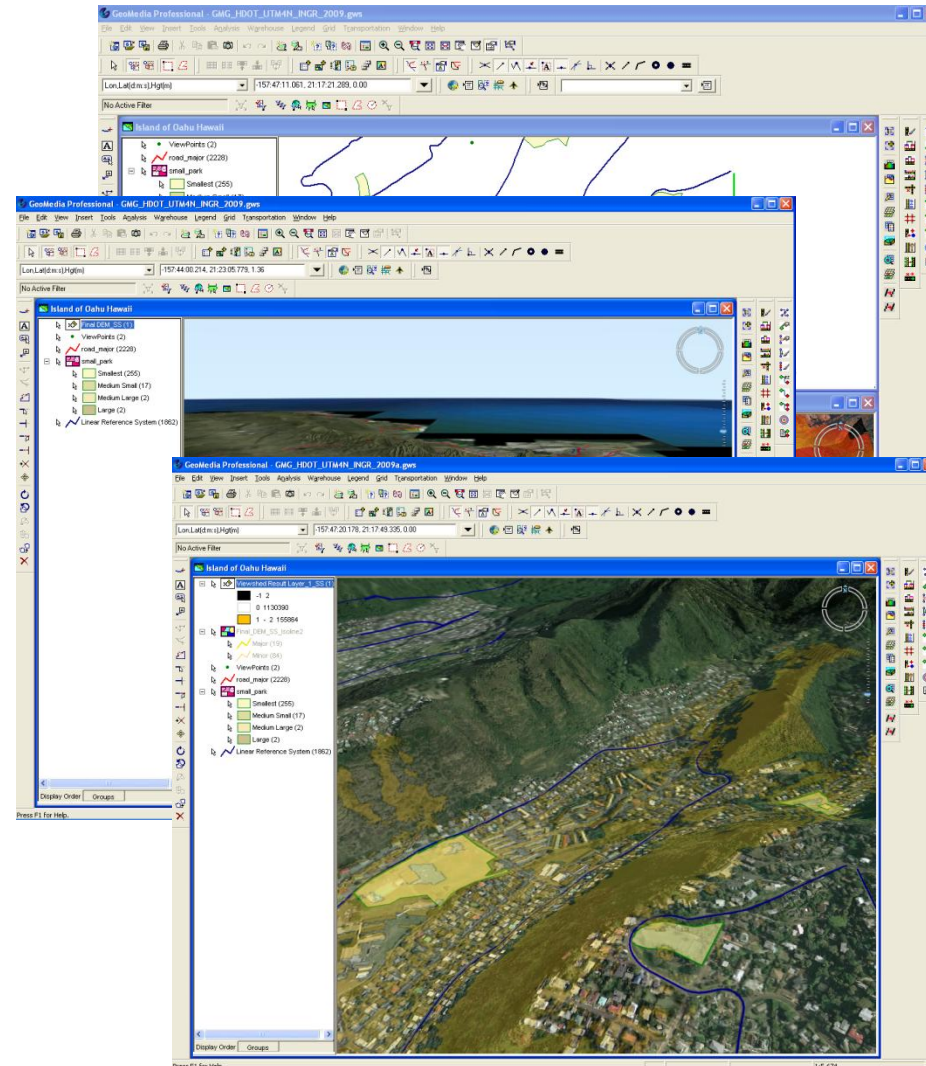 GeoMedia Professional - GMG_HDOT_UTM4N_INGR_2009.gws
File Edit View Insert Tools Analysis Warehouse Legend Grid Transportation Window Help
Lon,Lat(d:m:s),Hgt(m) -157:47:11.061, 21:17:21.289, 0.00
No Active Filter
Island of Oahu Hawaii
ViewPoints (2)
road_major (2228)
small_park
Smallest (255)
GeoMedia Professional - GMG_HDOT_UTM4N_INGR_2009.gws
File Edit View Insert Tools Analysis Warehouse Legend Grid Transportation Window Help
Lon,Lat(d:m:s),Hgt(m) -157:44:00.214, 21:23:05.779, 1.36
No Active Filter
Island of Oahu Hawaii
Final DEM_SS (1)
ViewPoints (2)
road_major (2228)
small_park
Smallest (255)
Medium Small (17)
Medium Large (2)
Large (2)
Linear Reference System (1862)
Display Order Groups
Press F1 for Help.
GeoMedia Professional - GMG_HDOT_UTM4N_INGR_2009a.gws
File Edit View Insert Tools Analysis Warehouse Legend Grid Transportation Window Help
Lon,Lat(d:m:s),Hgt(m) -157:47:20.178, 21:17:49.335, 0.00
No Active Filter
Island of Oahu Hawaii
Viewshed Result Layer_1_SS (1)
-1 2
0 1130390
1 - 2 155864
Final_DEM_SS_Isoline2
Major (19)
Minor (84)
ViewPoints (2)
road_major (2228)
small_park
Smallest (255)
Medium Small (17)
Medium Large (2)
Large (2)
Linear Reference System (1862)
Display Order Groups